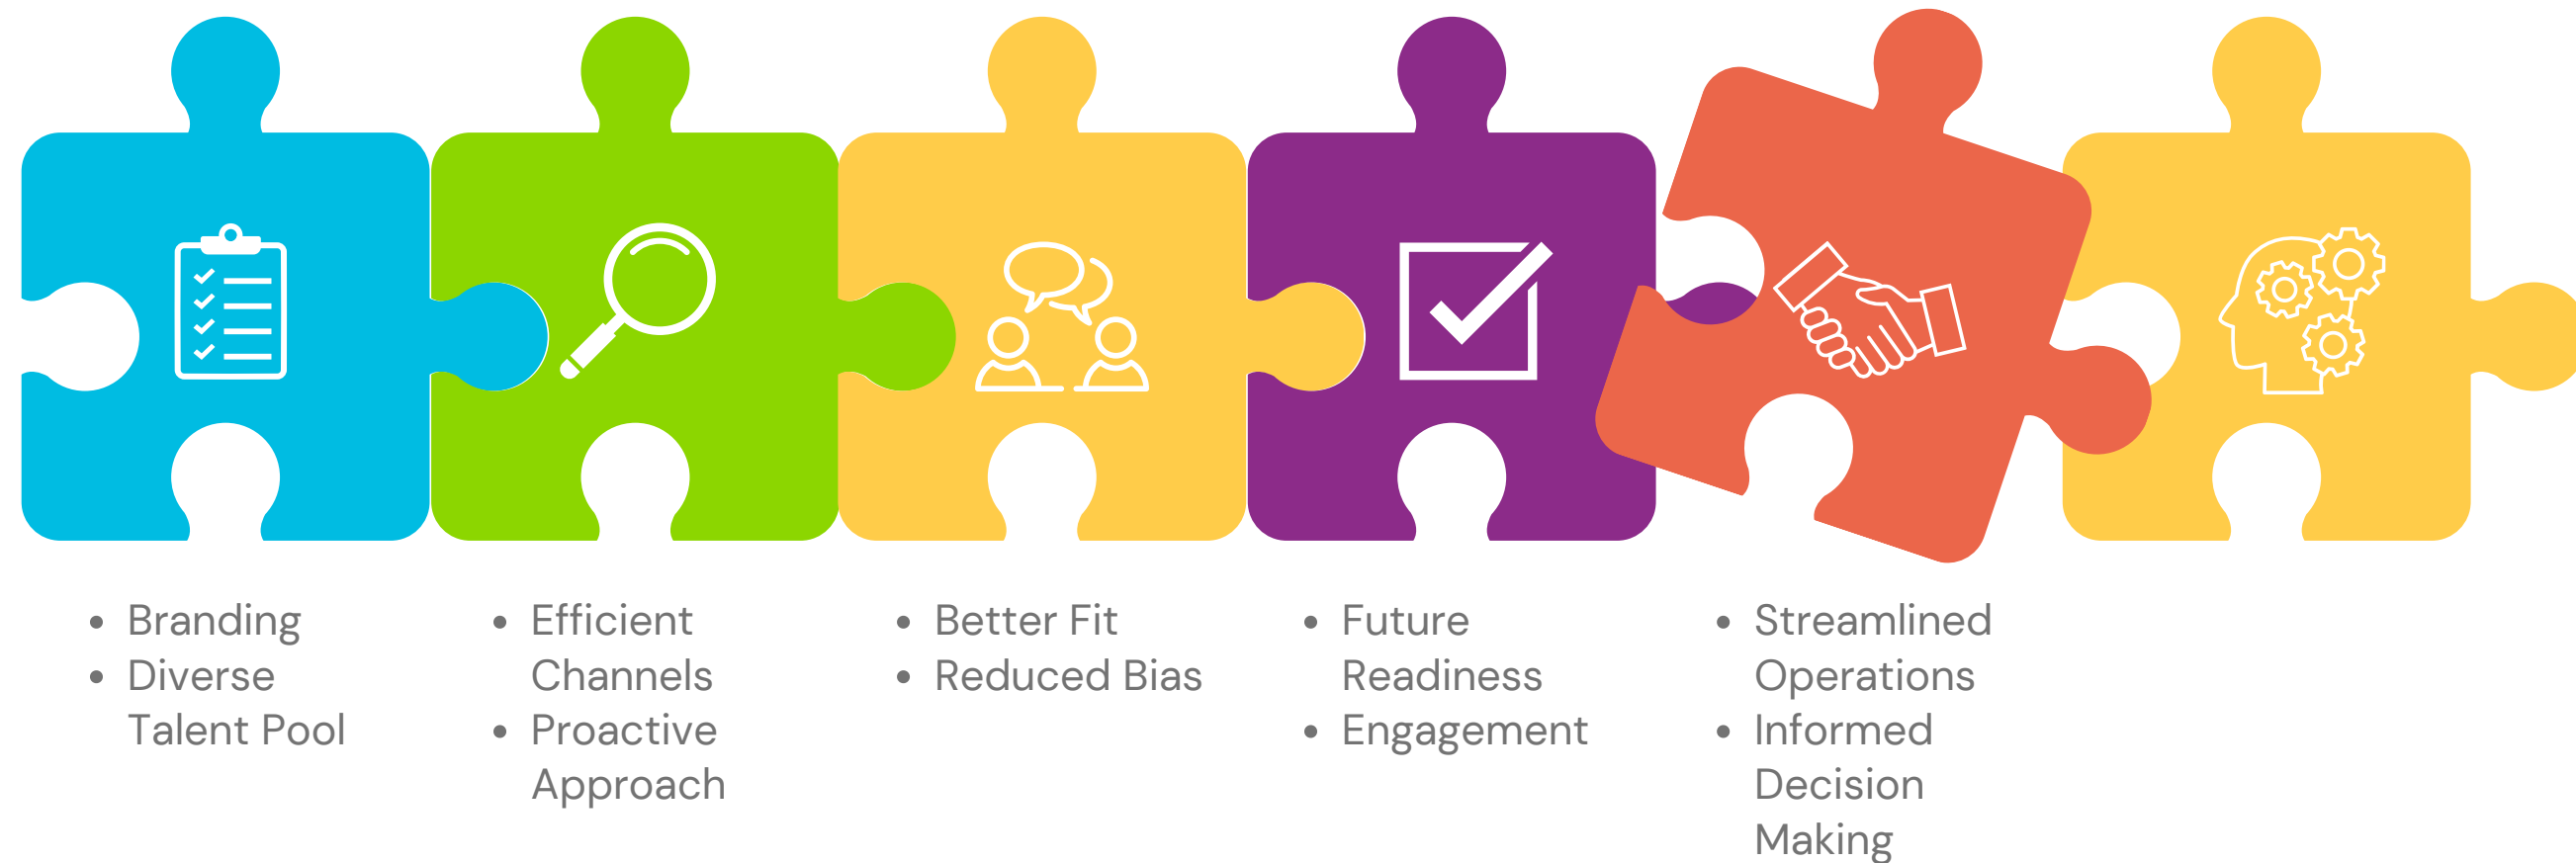 • Branding
• Diverse
Talent Pool
• Efficient
Channels
• Proactive
Approach
• Better Fit
• Reduced Bias
• Future
Readiness
• Engagement
• Streamlined
Operations
• Informed
Decision
Making